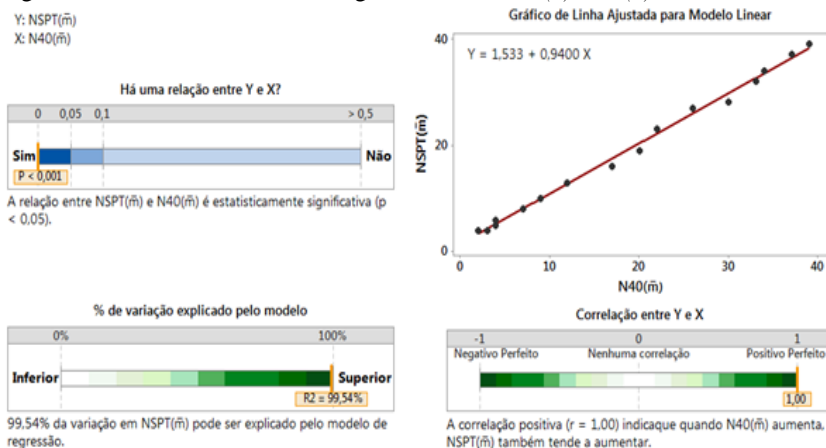 Y: NSPT(m̄)
X: N40(m̄)
Há uma relação entre Y e X?
0 0,05 0,1 > 0,5
Sim Não
P < 0,001
A relação entre NSPT(m̄) e N40(m̄) é estatisticamente significativa (p
< 0,05).
Gráfico de Linha Ajustada para Modelo Linear
Y = 1,533 + 0,9400 X
40
20
0
NSPT(m̄)
0 10 20 30 40
N40(m̄)
% de variação explicado pelo modelo
0% 100%
Inferior Superior
R2 = 99,54%
99,54% da variação em NSPT(m̄) pode ser explicado pelo modelo de
regressão.
Correlação entre Y e X
-1 0 1
Negativo Perfeito Nenhuma correlação Positivo Perfeito
1,00
A correlação positiva (r = 1,00) indicaque quando N40(m̄) aumenta,
NSPT(m̄) também tende a aumentar.